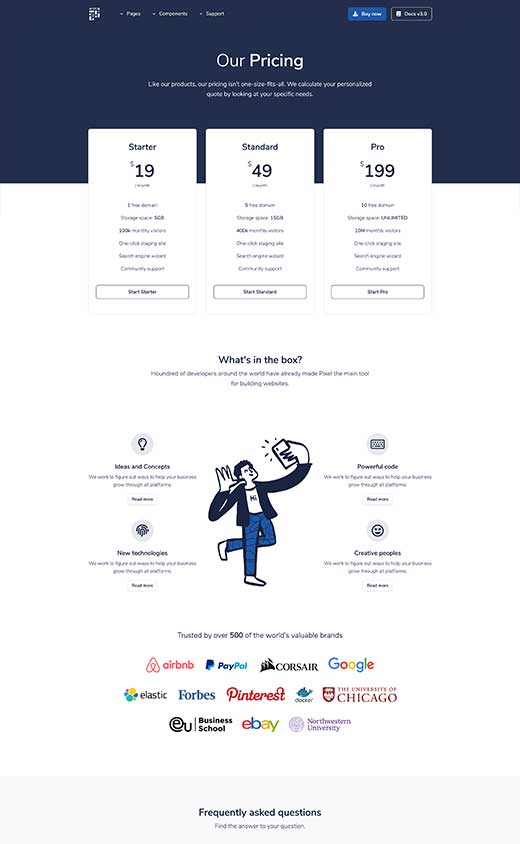 Pages Components Support Buy now Docs v3.0
Our Pricing
Like our products, our pricing isn't one-size-fits-all. We calculate your personalized
quote by looking at your specific needs.
Starter
$19
/ month
1 free domain
Storage space: 5GB
100k monthly visitors
One-click staging site
Search engine wizard
Community support
Start Starter
Standard
$49
/ month
5 free domain
Storage space: 15GB
400k monthly visitors
One-click staging site
Search engine wizard
Community support
Start Standard
Pro
$199
/ month
10 free domain
Storage space: UNLIMITED
10M monthly visitors
One-click staging site
Search engine wizard
Community support
Start Pro
What's in the box?
Houndred of developers around the world have already made Pixel the main tool
for building websites.
Ideas and Concepts
We work to figure out ways to help your business
grow through all platforms.
Read more
New technologies
We work to figure out ways to help your business
grow through all platforms.
Read more
Hi
Powerful code
We work to figure out ways to help your business
grow through all platforms.
Read more
Creative peoples
We work to figure out ways to help your business
grow through all platforms.
Read more
Trusted by over 500 of the world's valuable brands
airbnb PayPal CORSAIR Google
elastic Forbes Pinterest docker THE UNIVERSITY OF CHICAGO
eu Business School ebay Northwestern University
Frequently asked questions
Find the answer to your question.